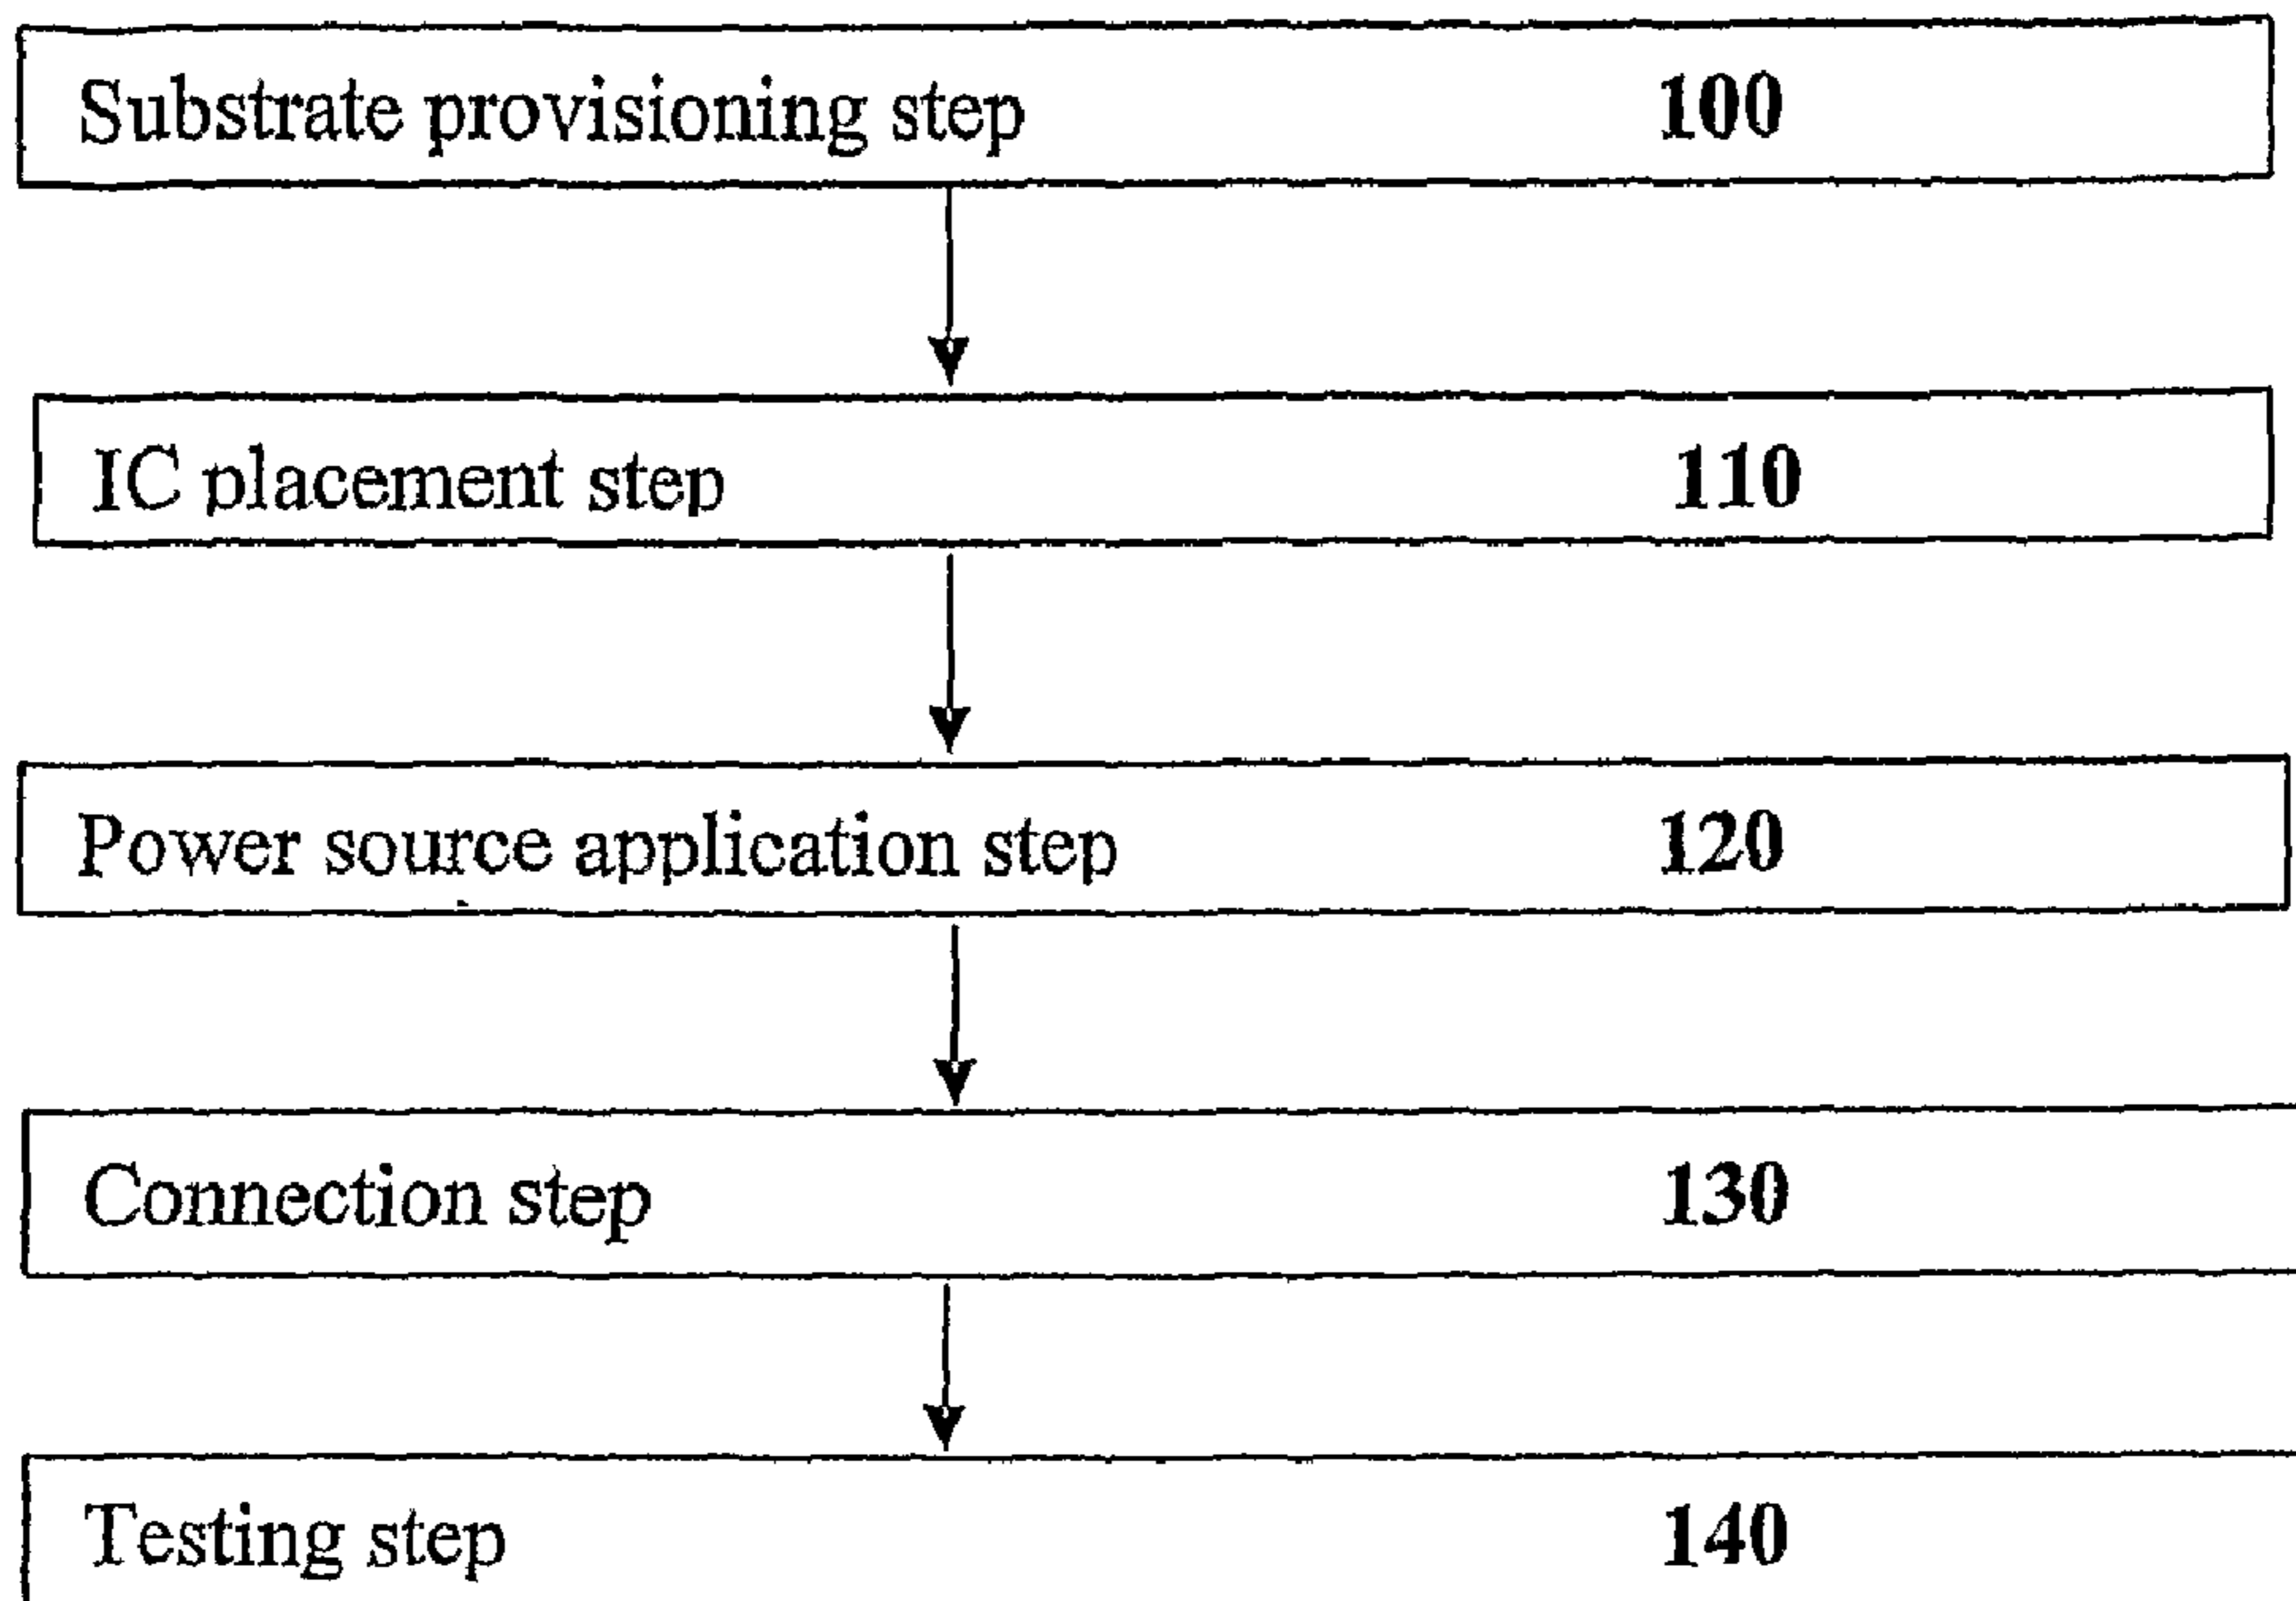 Substrate provisioning step 100
IC placement step 110
Power source application step 120
Connection step 130
Testing step 140